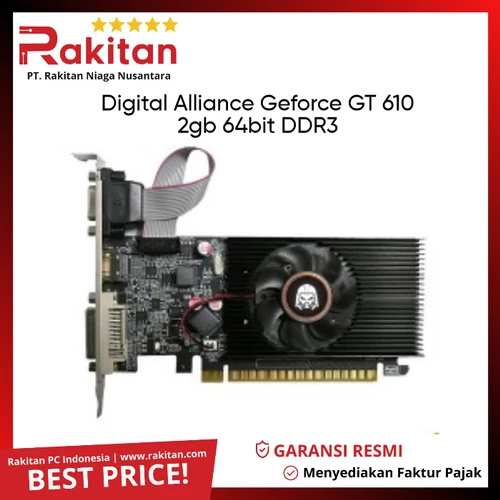 Rakitan
PT. Rakitan Niaga Nusantara
Digital Alliance Geforce GT 610
2gb 64bit DDR3
Rakitan PC Indonesia | www.rakitan.com
BEST PRICE!
GARANSI RESMI
Menyediakan Faktur Pajak